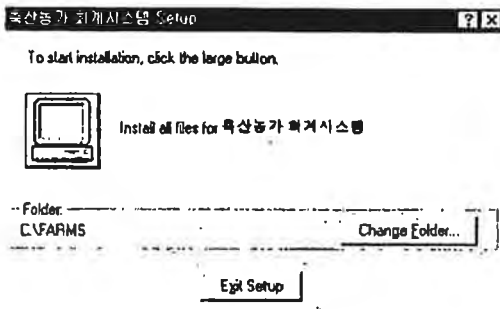 축산농가 회계시스템 Setup
To start installation, click the large button.
Install all files for 축산농가 회계시스템
Folder:
C:\FARMS
Change Folder...
Exit Setup